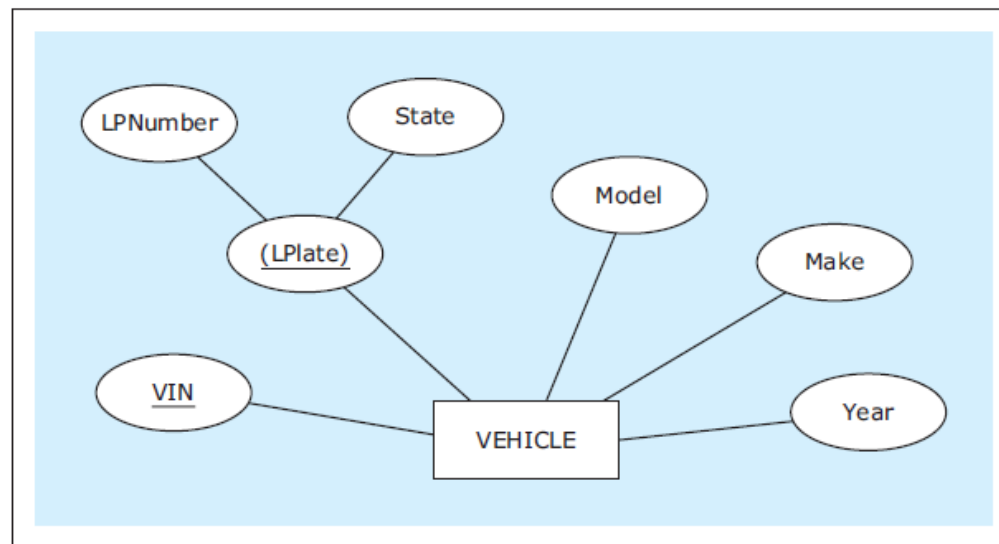 State
LPNumber
Model
(LPlate)
Make
VIN
Year
VEHICLE